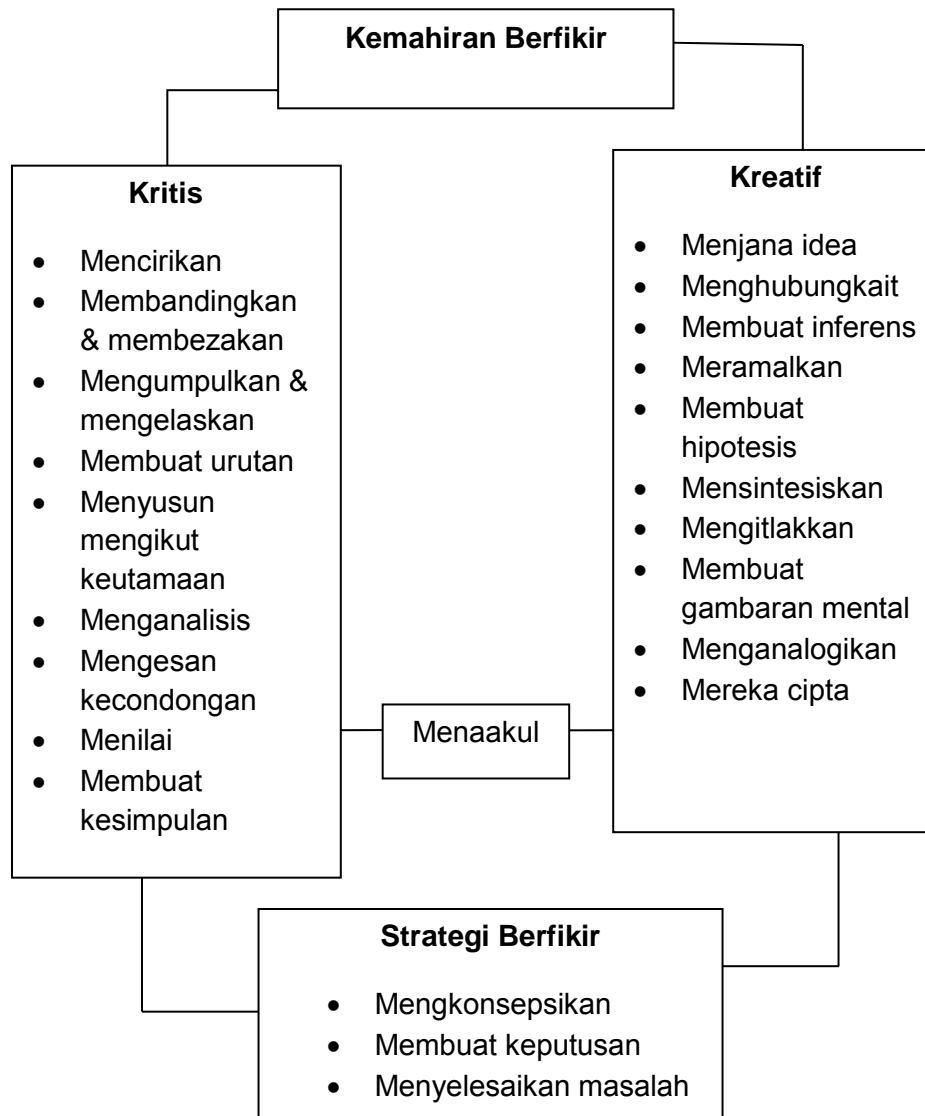 Kemahiran Berfikir
Kritis
• Mencirikan
• Membandingkan
& membezakan
• Mengumpulkan &
mengelaskan
• Membuat urutan
• Menyusun
mengikut
keutamaan
• Menganalisis
• Mengesan
kecondongan
• Menilai
• Membuat
kesimpulan
Kreatif
• Menjana idea
• Menghubungkait
• Membuat inferens
• Meramalkan
• Membuat
hipotesis
• Mensintesiskan
• Mengitlakkan
• Membuat
gambaran mental
• Menganalogikan
• Mereka cipta
Menaakul
Strategi Berfikir
• Mengkonsepsikan
• Membuat keputusan
• Menyelesaikan masalah